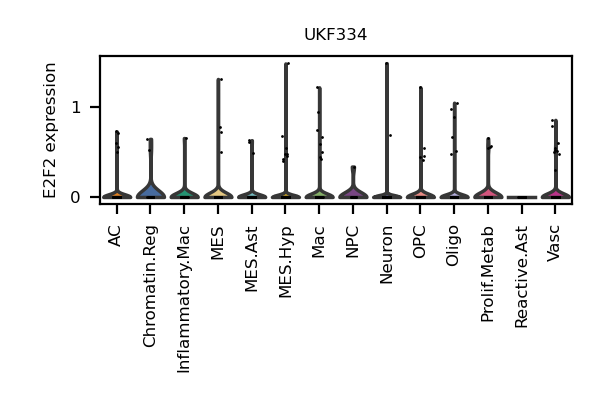 UKF334
E2F2 expression
1
0
AC
Chromatin.Reg
Inflammatory.Mac
MES
MES.Ast
MES.Hyp
Mac
NPC
Neuron
OPC
Oligo
Prolif.Metab
Reactive.Ast
Vasc